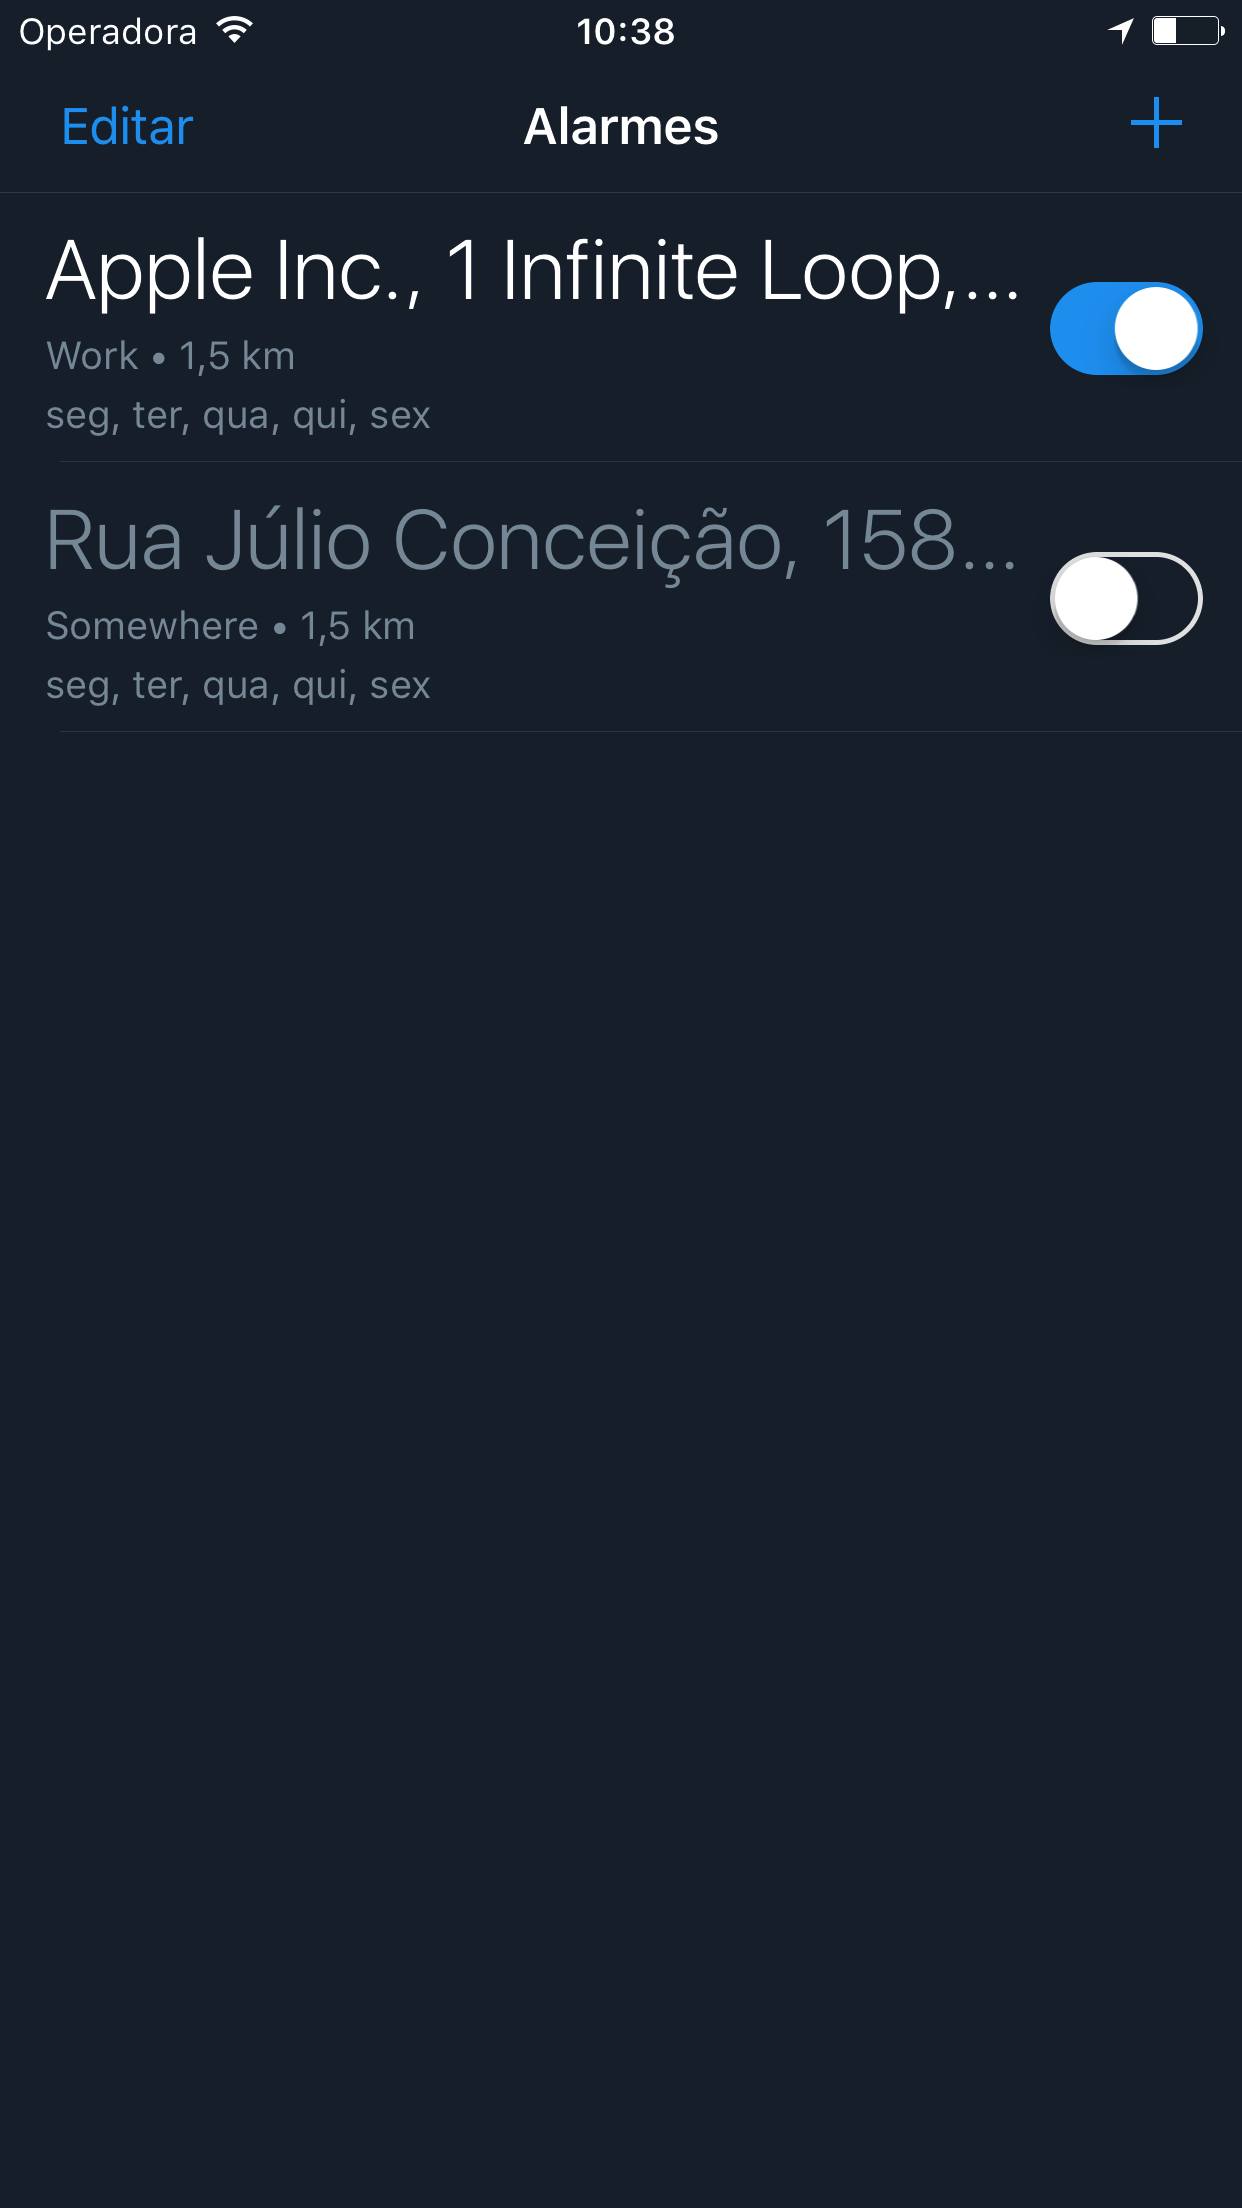 Operadora 10:38
Editar Alarmes +
Apple Inc., 1 Infinite Loop,...
Work • 1,5 km
seg, ter, qua, qui, sex
Rua Júlio Conceição, 158...
Somewhere • 1,5 km
seg, ter, qua, qui, sex